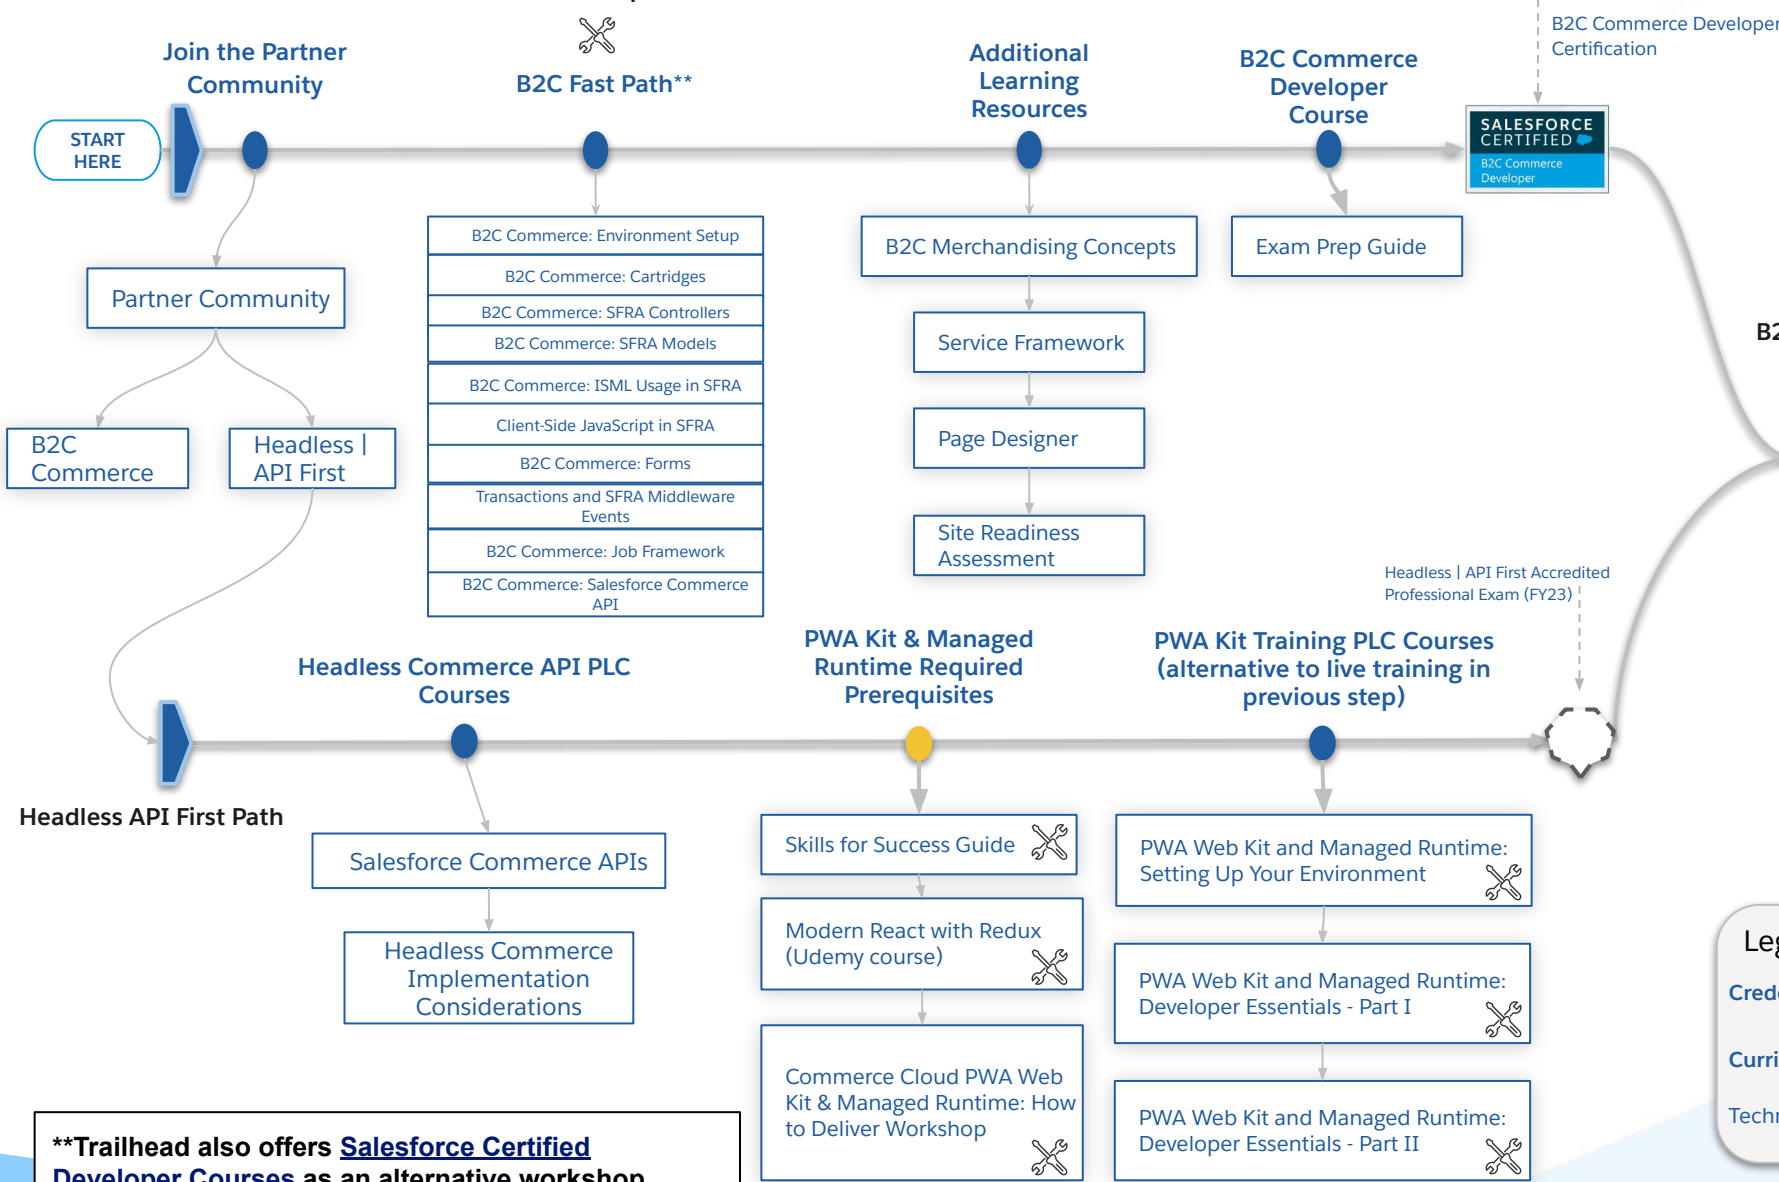 B2C Commerce Developer
Certification
Join the Partner
Community
B2C Fast Path**
Additional
Learning
Resources
B2C Commerce
Developer
Course
START
HERE
SALESFORCE
CERTIFIED
B2C Commerce
Developer
Partner Community
B2C
Commerce
Headless |
API First
B2C Commerce: Environment Setup
B2C Commerce: Cartridges
B2C Commerce: SFRA Controllers
B2C Commerce: SFRA Models
B2C Commerce: ISML Usage in SFRA
Client-Side JavaScript in SFRA
B2C Commerce: Forms
Transactions and SFRA Middleware
Events
B2C Commerce: Job Framework
B2C Commerce: Salesforce Commerce
API
B2C Merchandising Concepts
Service Framework
Page Designer
Site Readiness
Assessment
Exam Prep Guide
Headless | API First Accredited
Professional Exam (FY23)
Headless Commerce API PLC
Courses
PWA Kit & Managed
Runtime Required
Prerequisites
PWA Kit Training PLC Courses
(alternative to live training in
previous step)
Headless API First Path
Salesforce Commerce APIs
Headless Commerce
Implementation
Considerations
Skills for Success Guide
Modern React with Redux
(Udemy course)
Commerce Cloud PWA Web
Kit & Managed Runtime: How
to Deliver Workshop
PWA Web Kit and Managed Runtime:
Setting Up Your Environment
PWA Web Kit and Managed Runtime:
Developer Essentials - Part I
PWA Web Kit and Managed Runtime:
Developer Essentials - Part II
**Trailhead also offers Salesforce Certified
Developer Courses as an alternative workshop